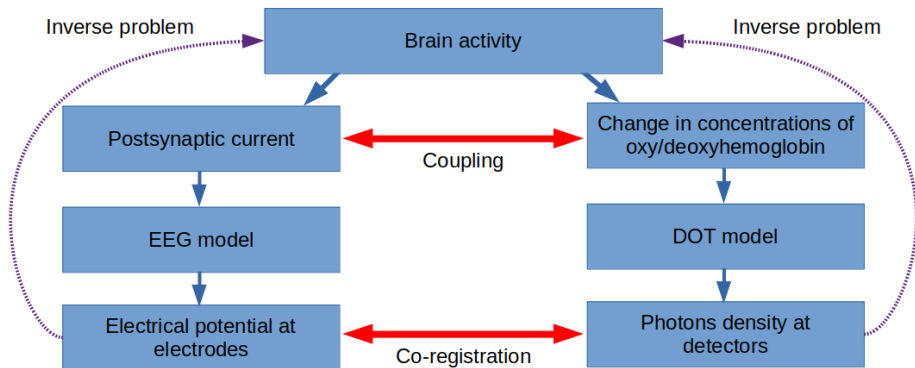 Inverse problem
Brain activity
Inverse problem
Postsynaptic current
Coupling
Change in concentrations of
oxy/deoxyhemoglobin
EEG model
DOT model
Electrical potential at
electrodes
Co-registration
Photons density at
detectors